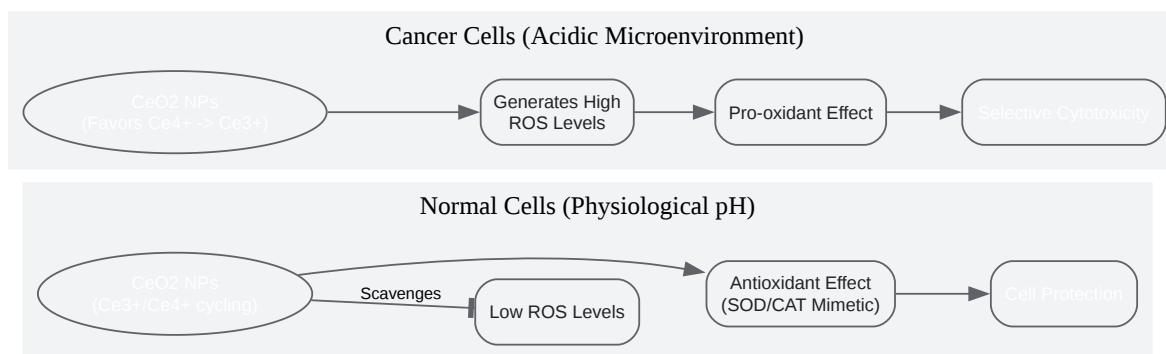 Cancer Cells (Acidic Microenvironment)
CeO2 NPs
(Favors Ce4+ -> Ce3+)
Generates High
ROS Levels
Pro-oxidant Effect
Selective Cytotoxicity
Normal Cells (Physiological pH)
CeO2 NPs
(Ce3+/Ce4+ cycling)
Scavenges
Low ROS Levels
Antioxidant Effect
(SOD/CAT Mimetic)
Cell Protection